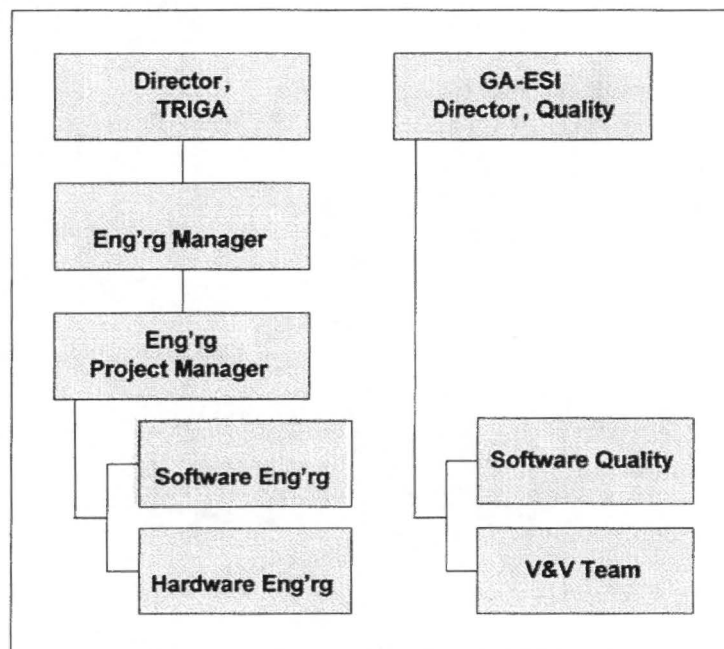 Director,
TRIGA
GA-ESI
Director, Quality
Eng'rg Manager
Eng'rg
Project Manager
Software Eng'rg
Hardware Eng'rg
Software Quality
V&V Team